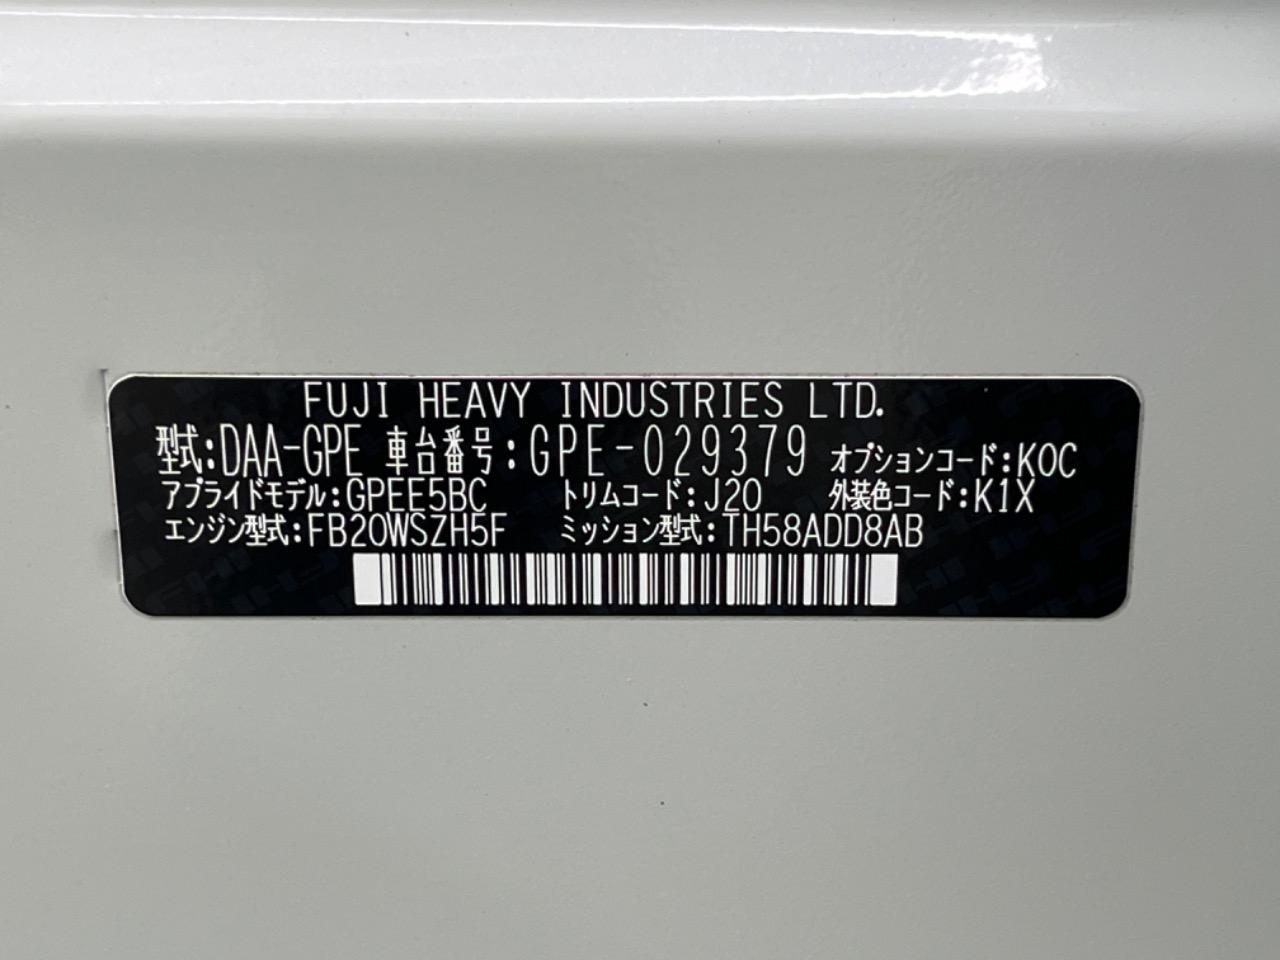 FUJI HEAVY INDUSTRIES LTD.
型式:DAA-GPE 車台番号:GPE-029379 オプションコード:K0C
アプライドモデル:GPEE5BC トリムコード:J20 外装色コード:K1X
エンジン型式:FB20WSZH5F ミッション型式:TH58ADD8AB